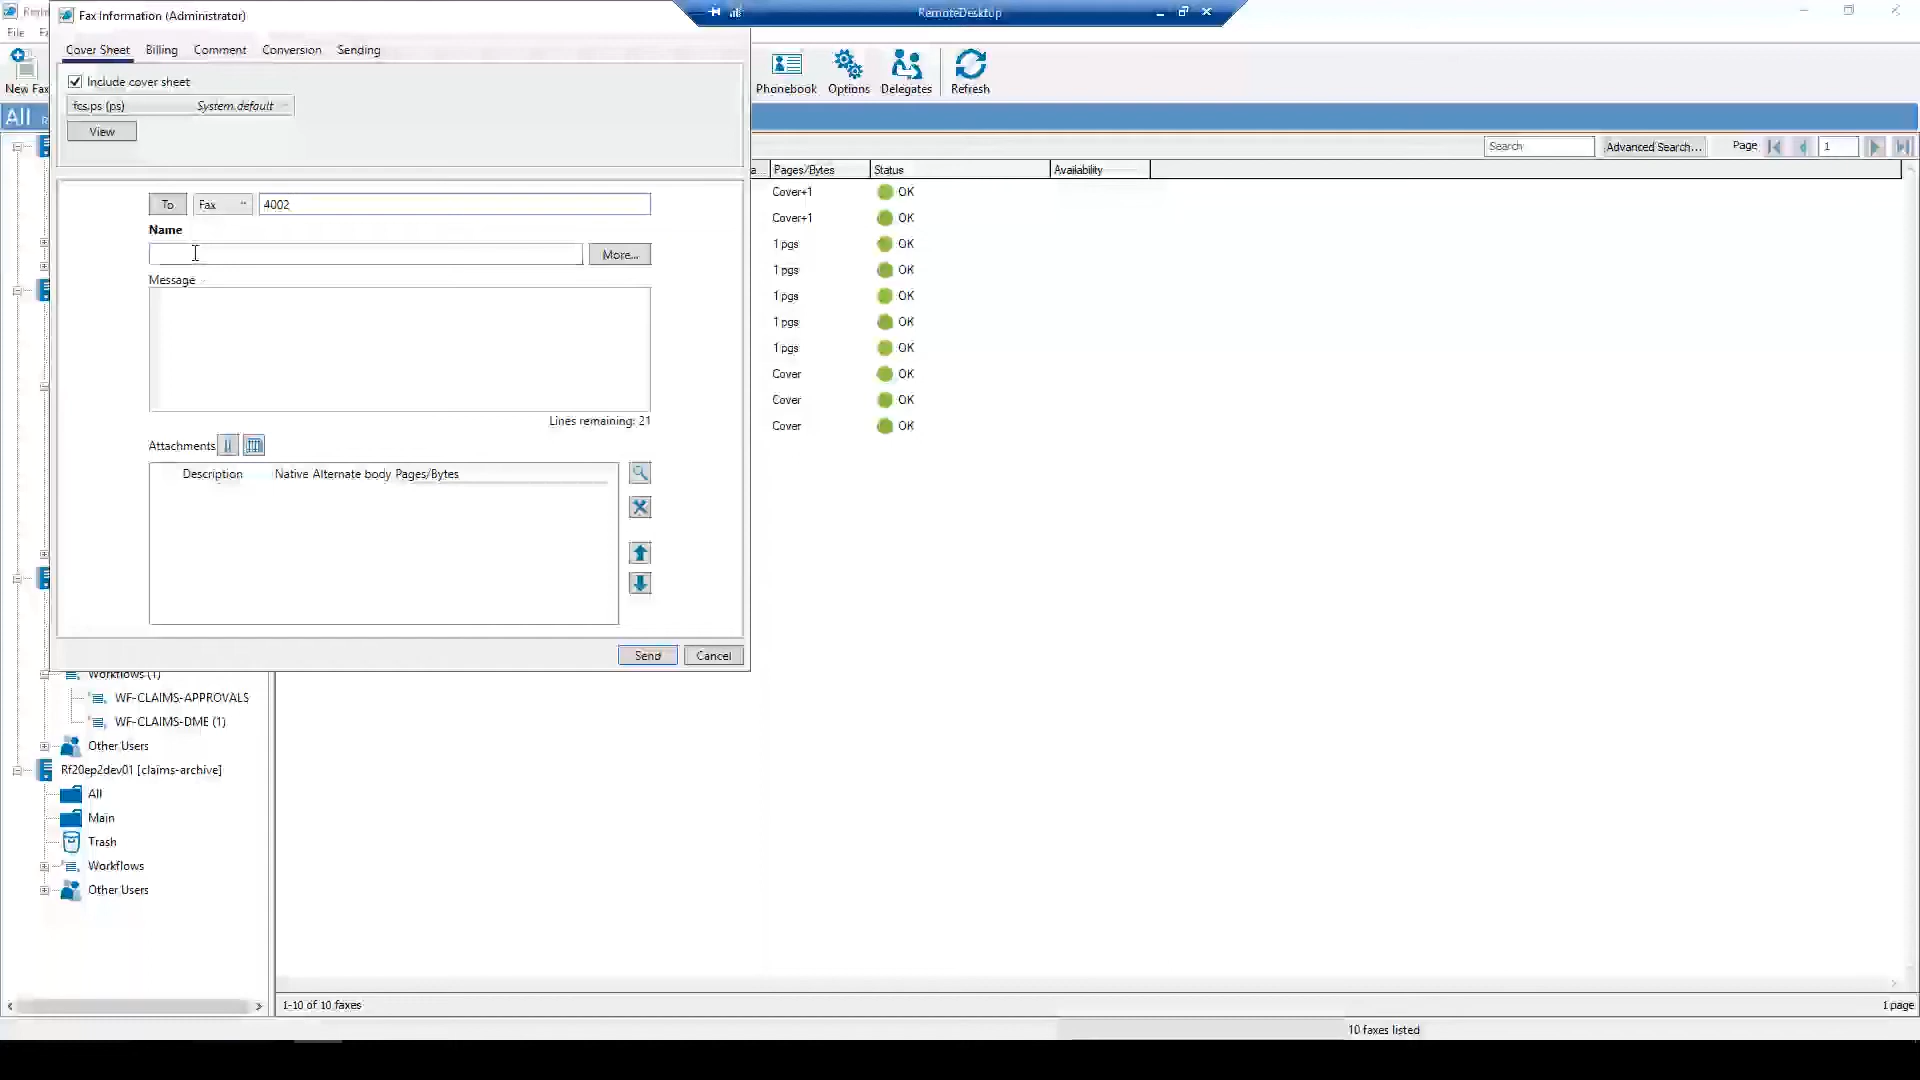 Fax Information (Administrator)
RemoteDesktop
File
Cover Sheet Billing Comment Conversion Sending
Include cover sheet
fcs.ps (ps) System default
View
New Fax
Phonebook Options Delegates Refresh
All
Search Advanced Search... Page 1
Pages/Bytes Status Availability
To Fax 4002
Name
More...
Message
Lines remaining: 21
Attachments
Description Native Alternate body Pages/Bytes
Send Cancel
Cover+1 OK
Cover+1 OK
1 pgs OK
1 pgs OK
1 pgs OK
1 pgs OK
1 pgs OK
Cover OK
Cover OK
Cover OK
Workflows (1)
WF-CLAIMS-APPROVALS
WF-CLAIMS-DME (1)
Other Users
Rf20ep2dev01 [claims-archive]
All
Main
Trash
Workflows
Other Users
1-10 of 10 faxes
1 page
10 faxes listed